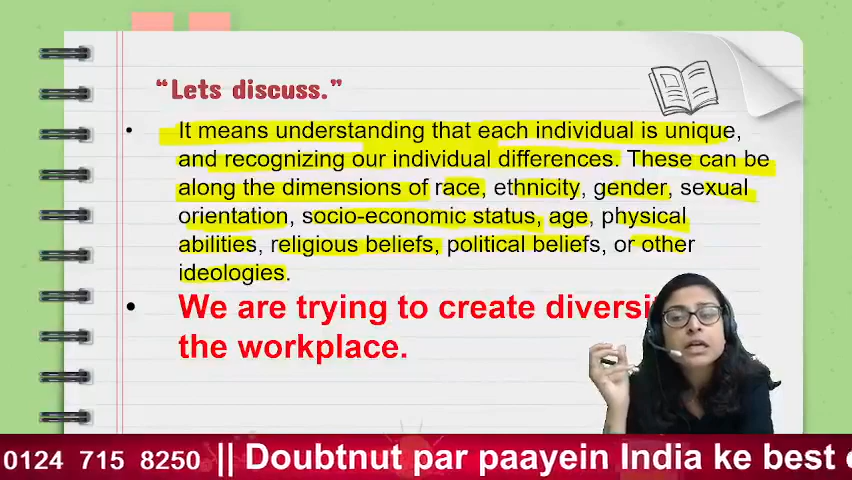 “Lets discuss.”
• It means understanding that each individual is unique,
and recognizing our individual differences. These can be
along the dimensions of race, ethnicity, gender, sexual
orientation, socio-economic status, age, physical
abilities, religious beliefs, political beliefs, or other
ideologies.
• We are trying to create
the workplace.
0124 715 8250 || Doubtnut par paayein India ke best